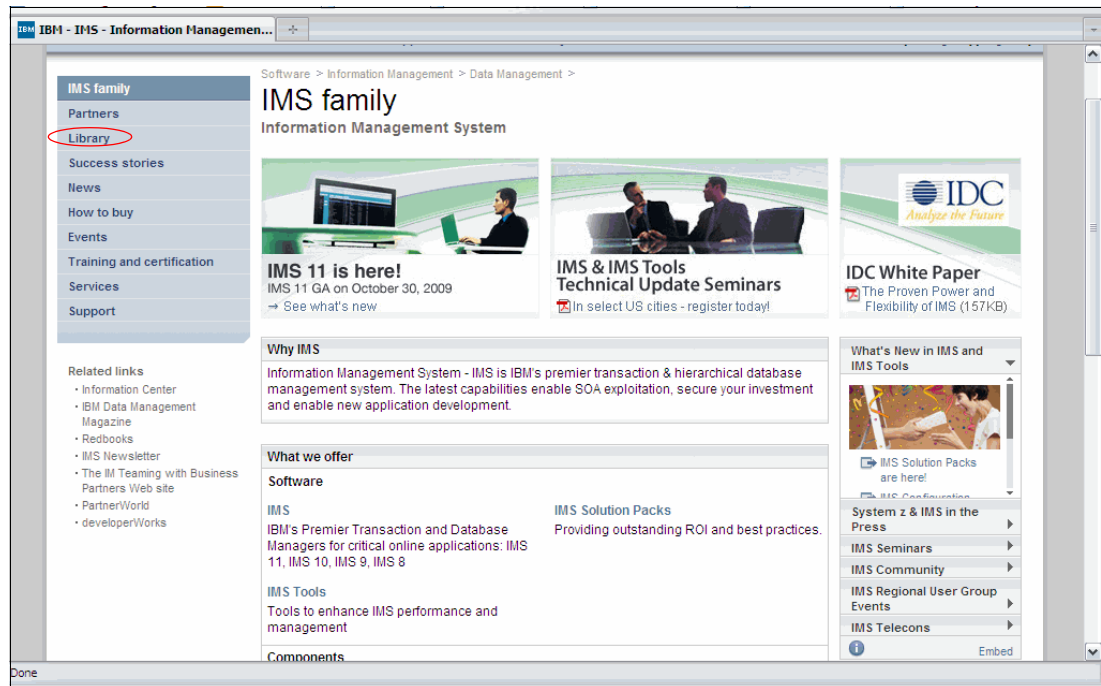 IBM IBM - IMS - Information Managemen...
IMS family
Partners
Library
Success stories
News
How to buy
Events
Training and certification
Services
Support
Related links
• Information Center
• IBM Data Management
Magazine
• Redbooks
• IMS Newsletter
• The IM Teaming with Business
Partners Web site
• PartnerWorld
• developerWorks
Software > Information Management > Data Management >
IMS family
Information Management System
IMS 11 is here!
IMS 11 GA on October 30, 2009
→ See what's new
IMS & IMS Tools
Technical Update Seminars
In select US cities - register today!
IDC
Analyze the Future
IDC White Paper
The Proven Power and
Flexibility of IMS (157KB)
Why IMS
Information Management System - IMS is IBM's premier transaction & hierarchical database
management system. The latest capabilities enable SOA exploitation, secure your investment
and enable new application development.
What we offer
Software
IMS
IBM's Premier Transaction and Database
Managers for critical online applications: IMS
11, IMS 10, IMS 9, IMS 8
IMS Solution Packs
Providing outstanding ROI and best practices.
IMS Tools
Tools to enhance IMS performance and
management
Components
What's New in IMS and
IMS Tools
IMS Solution Packs
are here!
IMS Configuration
System z & IMS in the
Press
IMS Seminars
IMS Community
IMS Regional User Group
Events
IMS Telecons
Embed
Done